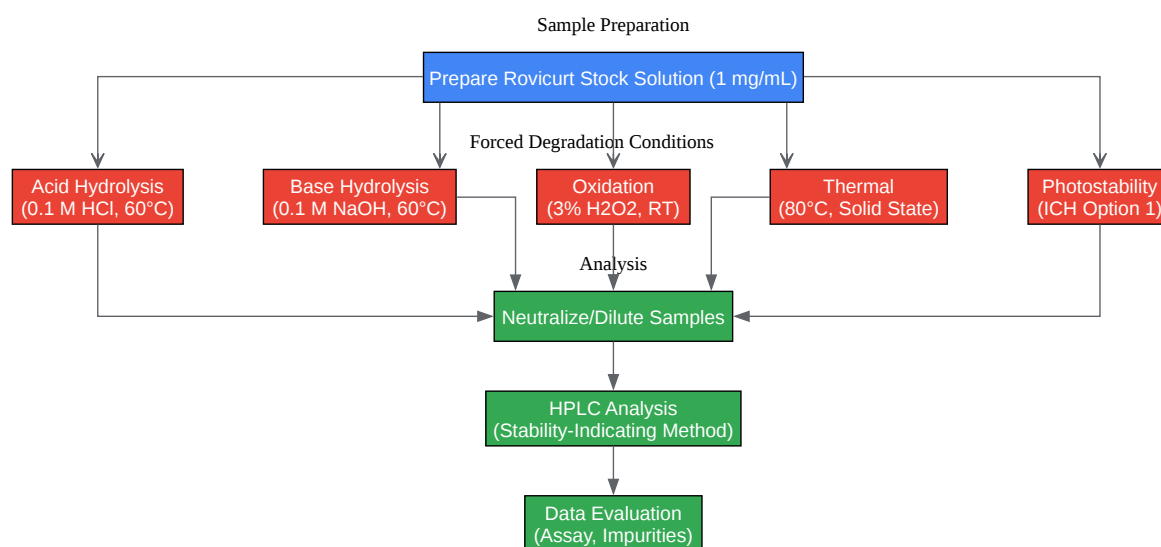 Sample Preparation
Prepare Rovicurt Stock Solution (1 mg/mL)
Forced Degradation Conditions
Acid Hydrolysis
(0.1 M HCl, 60°C)
Base Hydrolysis
(0.1 M NaOH, 60°C)
Oxidation
(3% H2O2, RT)
Thermal
(80°C, Solid State)
Photostability
(ICH Option 1)
Analysis
Neutralize/Dilute Samples
HPLC Analysis
(Stability-Indicating Method)
Data Evaluation
(Assay, Impurities)